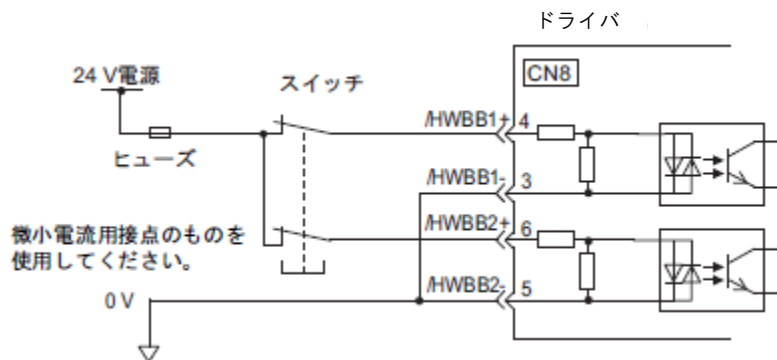 ドライバ
CN8
24 V電源
スイッチ
ヒューズ
/HWBB1+ 4
/HWBB1- 3
/HWBB2+ 6
/HWBB2- 5
微小電流用接点のものを
使用してください。
0 V